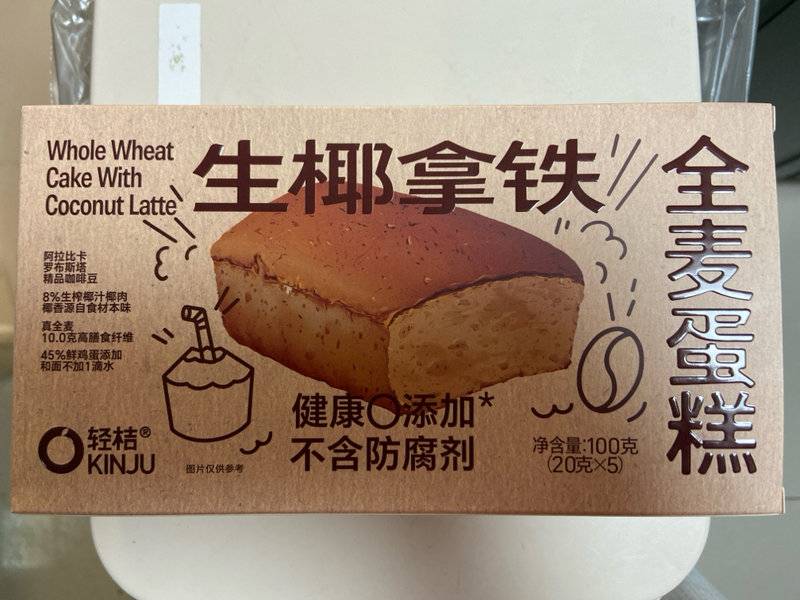 Whole Wheat
Cake With
Coconut Latte
生椰拿铁
全麦蛋糕
阿拉比卡
罗布斯塔
精品咖啡豆
8%生榨椰汁椰肉
椰香源自食材本味
真全麦
10.0克高膳食纤维
45%鲜鸡蛋添加
和面不加1滴水
轻桔®
KINJU
图片仅供参考
健康0添加*
不含防腐剂
净含量:100克
(20克×5)